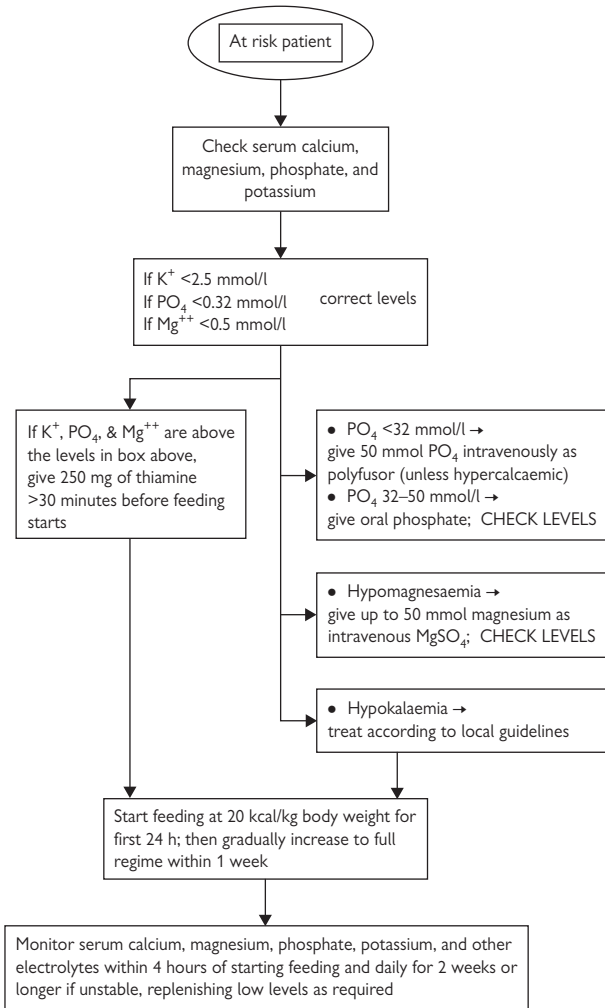 At risk patient
Check serum calcium,
magnesium, phosphate, and
potassium
If K⁺ <2.5 mmol/l
If PO₄ <0.32 mmol/l correct levels
If Mg⁺⁺ <0.5 mmol/l
If K⁺, PO₄, & Mg⁺⁺ are above
the levels in box above,
give 250 mg of thiamine
>30 minutes before feeding
starts
● PO₄ <32 mmol/l →
give 50 mmol PO₄ intravenously as
polyfusor (unless hypercalcaemic)
● PO₄ 32–50 mmol/l →
give oral phosphate; CHECK LEVELS
● Hypomagnesaemia →
give up to 50 mmol magnesium as
intravenous MgSO₄; CHECK LEVELS
● Hypokalaemia →
treat according to local guidelines
Start feeding at 20 kcal/kg body weight for
first 24 h; then gradually increase to full
regime within 1 week
Monitor serum calcium, magnesium, phosphate, potassium, and other
electrolytes within 4 hours of starting feeding and daily for 2 weeks or
longer if unstable, replenishing low levels as required